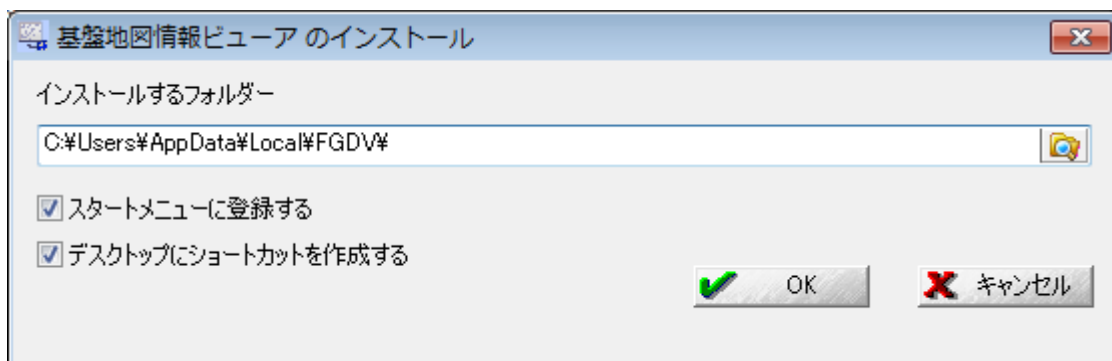 基盤地図情報ビューア のインストール
インストールするフォルダー
C:¥Users¥AppData¥Local¥FGDV¥
スタートメニューに登録する
デスクトップにショートカットを作成する
OK キャンセル